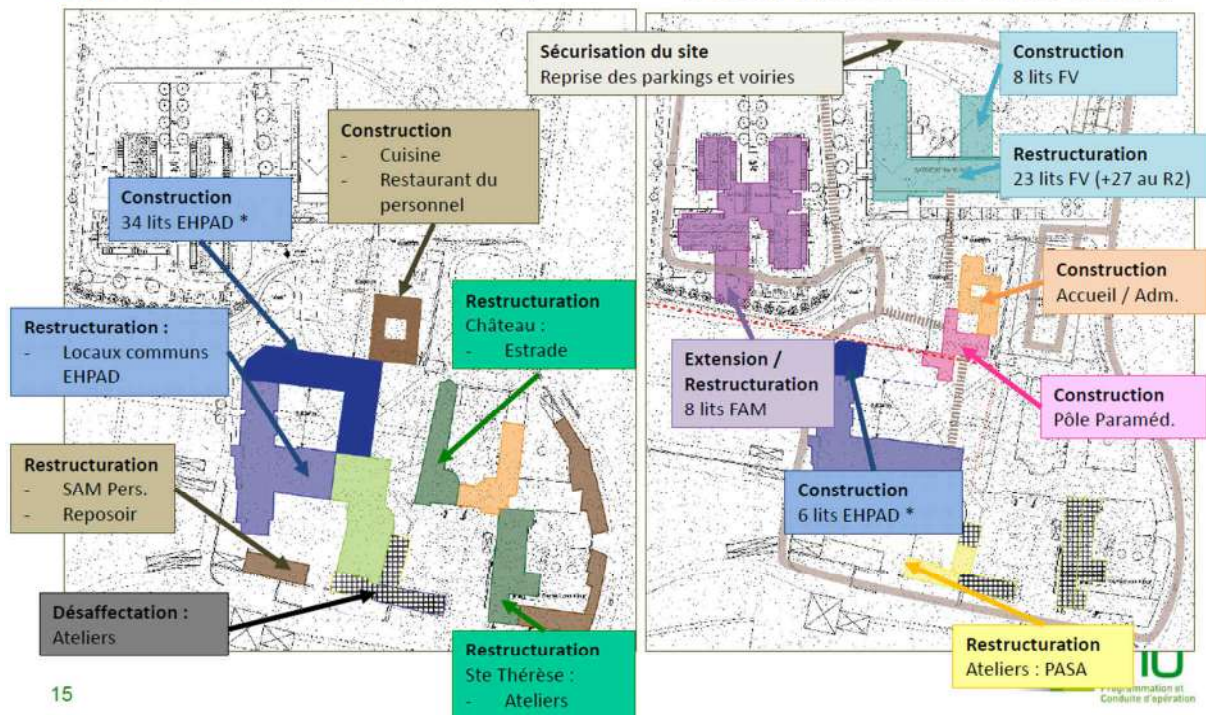 Construction
- Cuisine
- Restaurant du
personnel
Construction
34 lits EHPAD *
Restructuration :
- Locaux communs
EHPAD
Restructuration
Château :
- Estrade
Restructuration
- SAM Pers.
- Reposoir
Désaffectation :
Ateliers
Restructuration
Ste Thérèse :
- Ateliers
Sécurisation du site
Reprise des parkings et voiries
Construction
8 lits FV
Restructuration
23 lits FV (+27 au R2)
Construction
Accueil / Adm.
Extension /
Restructuration
8 lits FAM
Construction
Pôle Paraméd.
Construction
6 lits EHPAD *
Restructuration
Ateliers : PASA
Programmation et
Conduite d'opération
15